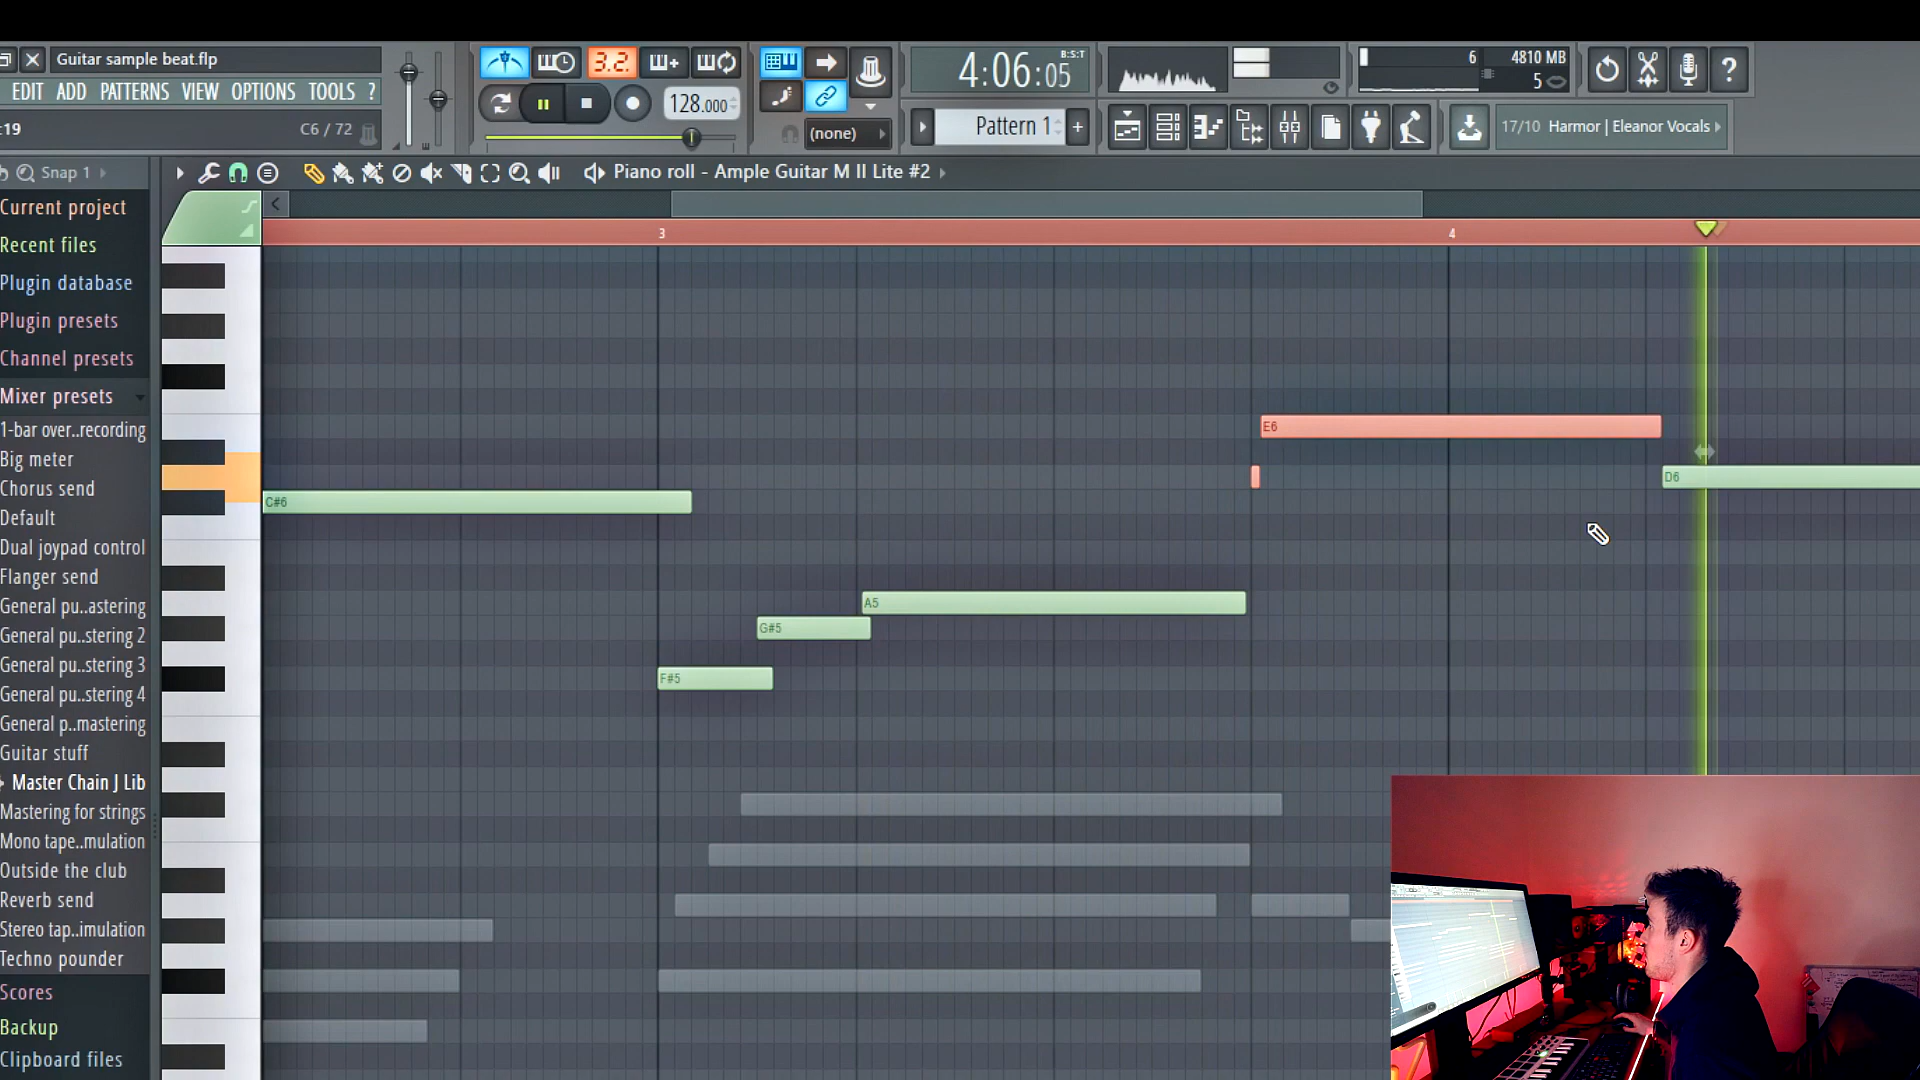 Guitar sample beat.flp
EDIT ADD PATTERNS VIEW OPTIONS TOOLS ?
:19
C6 / 72
3.2.
128.000
(none)
4:06:05
B:S:T
Pattern 1
+
6
4810 MB
5
?
17/10 Harmor | Eleanor Vocals
Snap 1
Piano roll - Ample Guitar M II Lite #2
3
4
Current project
Recent files
Plugin database
Plugin presets
Channel presets
Mixer presets
1-bar over..recording
Big meter
Chorus send
Default
Dual joypad control
Flanger send
General pu..astering
General pu..stering 2
General pu..stering 3
General pu..stering 4
General p..mastering
Guitar stuff
Master Chain J Lib
Mastering for strings
Mono tape..mulation
Outside the club
Reverb send
Stereo tap..imulation
Techno pounder
Scores
Backup
Clipboard files
E6
D6
C#6
A5
G#5
F#5